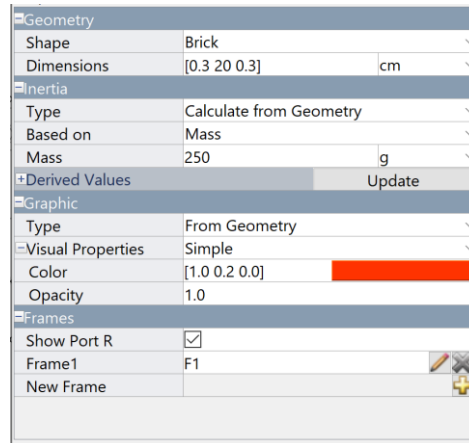 Geometry
Shape Brick
Dimensions [0.3 20 0.3] cm
Inertia
Type Calculate from Geometry
Based on Mass
Mass 250 g
Derived Values Update
Graphic
Type From Geometry
Visual Properties Simple
Color [1.0 0.2 0.0]
Opacity 1.0
Frames
Show Port R
Frame1 F1
New Frame